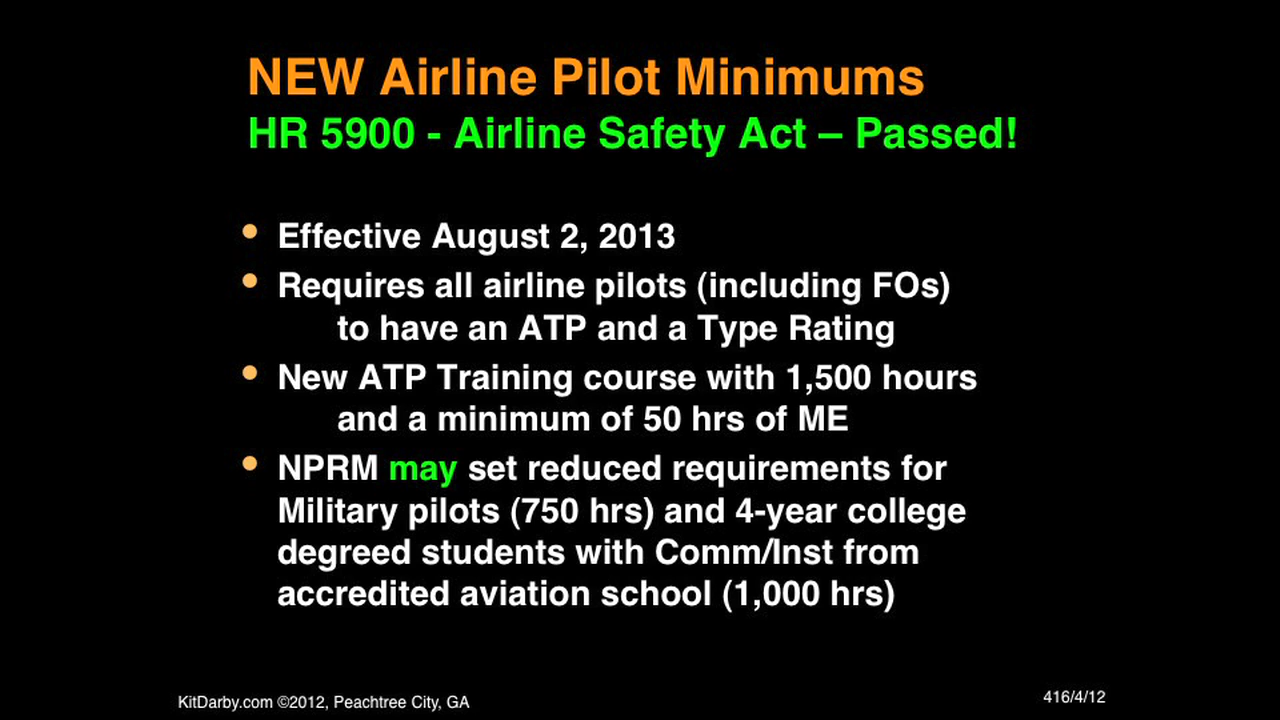 NEW Airline Pilot Minimums
HR 5900 - Airline Safety Act – Passed!
• Effective August 2, 2013
• Requires all airline pilots (including FOs)
to have an ATP and a Type Rating
• New ATP Training course with 1,500 hours
and a minimum of 50 hrs of ME
• NPRM may set reduced requirements for
Military pilots (750 hrs) and 4-year college
degreed students with Comm/Inst from
accredited aviation school (1,000 hrs)
KitDarby.com ©2012, Peachtree City, GA
416/4/12